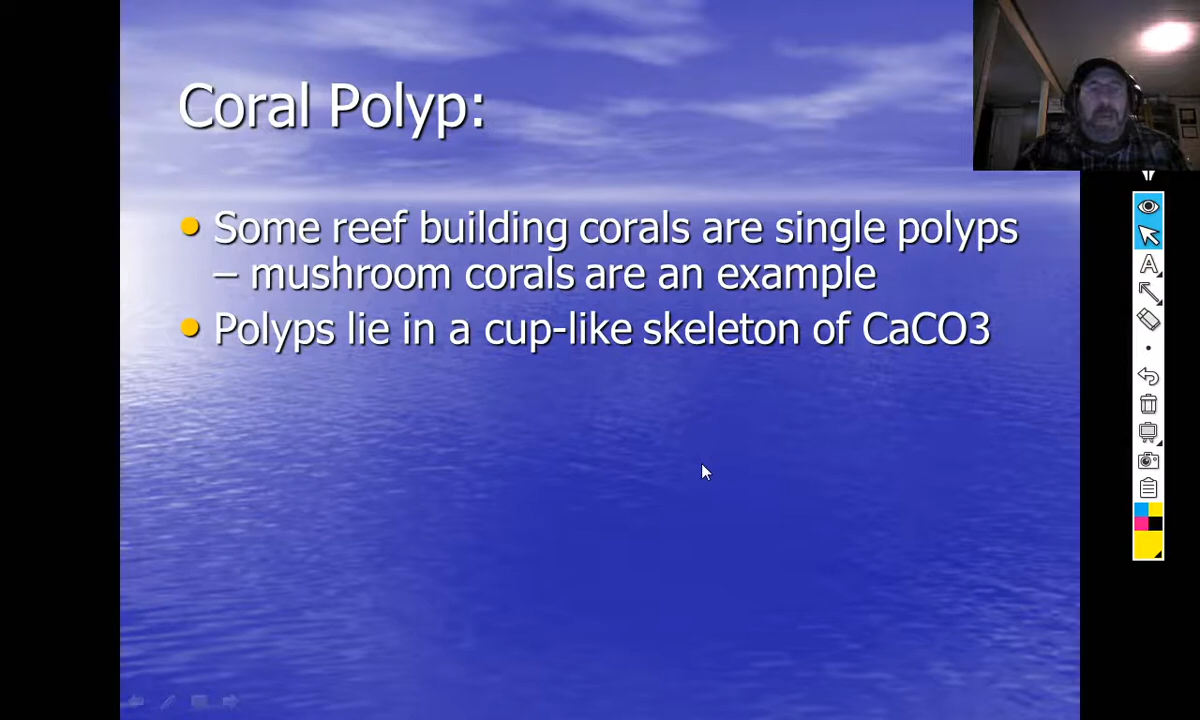 Coral Polyp:
Some reef building corals are single polyps
– mushroom corals are an example
Polyps lie in a cup-like skeleton of CaCO3
A